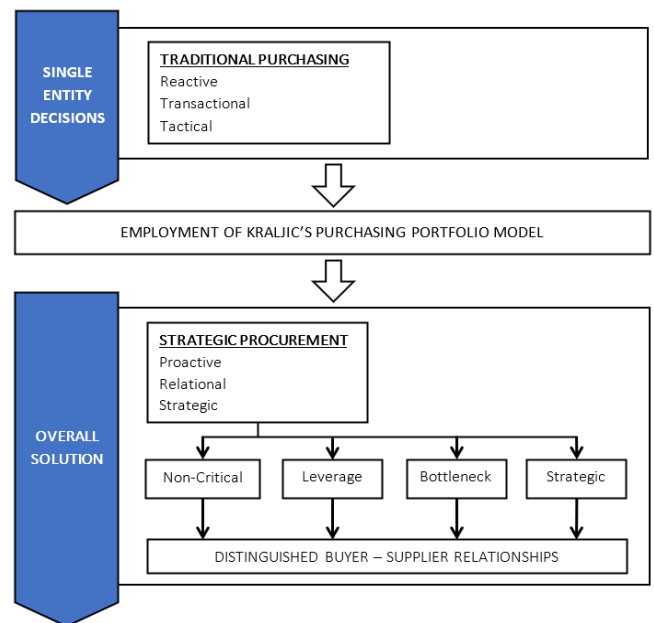 SINGLE
ENTITY
DECISIONS
TRADITIONAL PURCHASING
Reactive
Transactional
Tactical
EMPLOYMENT OF KRALJIC’S PURCHASING PORTFOLIO MODEL
OVERALL
SOLUTION
STRATEGIC PROCUREMENT
Proactive
Relational
Strategic
Non-Critical
Leverage
Bottleneck
Strategic
DISTINGUISHED BUYER – SUPPLIER RELATIONSHIPS